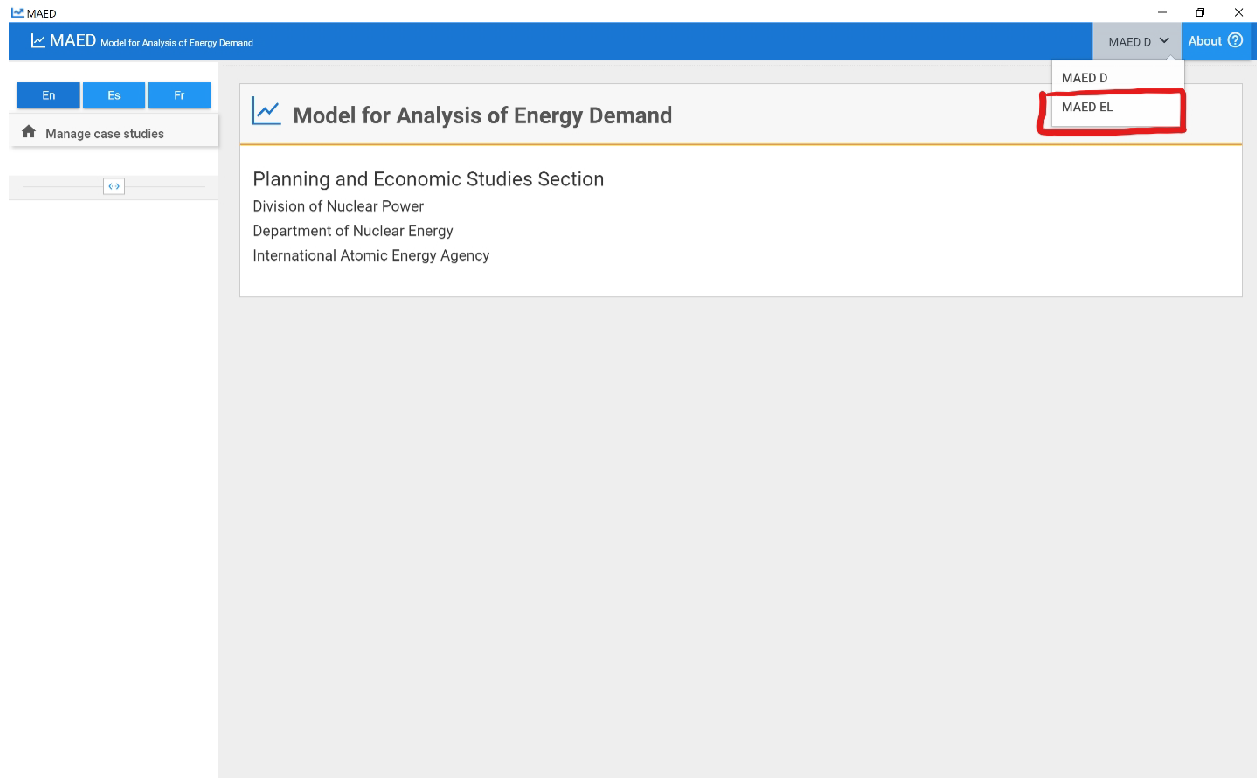 MAED
MAED Model for Analysis of Energy Demand
MAED D
About
MAED D
MAED EL
En Es Fr
Manage case studies
Model for Analysis of Energy Demand
Planning and Economic Studies Section
Division of Nuclear Power
Department of Nuclear Energy
International Atomic Energy Agency